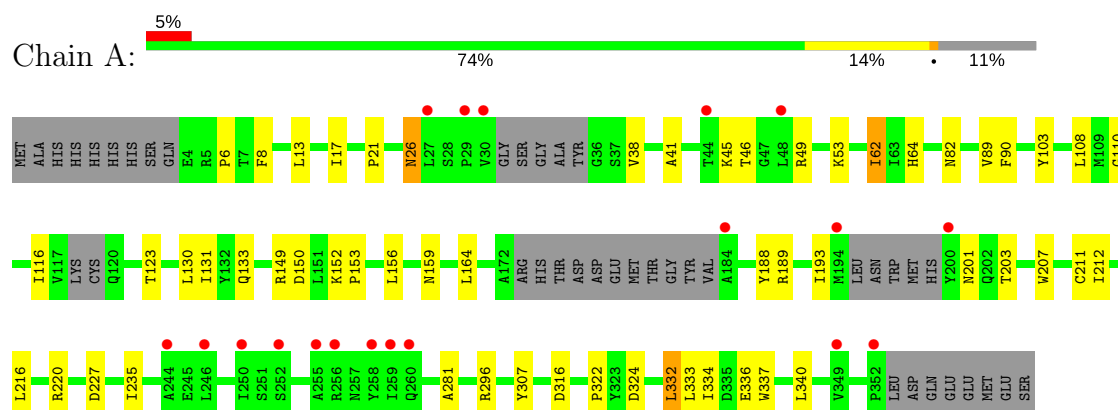 5%
Chain A:
74% 14% • 11%
MET ALA HIS HIS HIS HIS HIS HIS SER GLN E4 R5 P6 T7 F8 L13 I17 P21 N26 L27 S28 P29 V30 GLY SER GLY ALA TYR G36 S37 V38 A41 T44 K45 T46 G47 L48 R49 K53 I62 I63 H64 N82 V89 F90 Y103 L108 M109
I116 V117 LYS CYS Q120 T123 L130 I131 Y132 Q133 R149 D150 L151 K152 P153 L156 N159 L164 A172 ARG HIS THR ASP ASP GLU MET THR GLY TYR VAL A184 Y188 R189 I193 M194 LEU ASN TRP MET HIS Y200 N201 Q202 T203 W207 C211 I212
L216 R220 D227 I235 A244 E245 L246 I250 S251 S252 A255 R256 N257 Y258 I259 Q260 A281 R296 Y307 D316 P322 Y323 D324 L332 L333 I334 D335 E336 W337 L340 V349 P352 LEU ASP GLN GLU GLU MET GLU SER